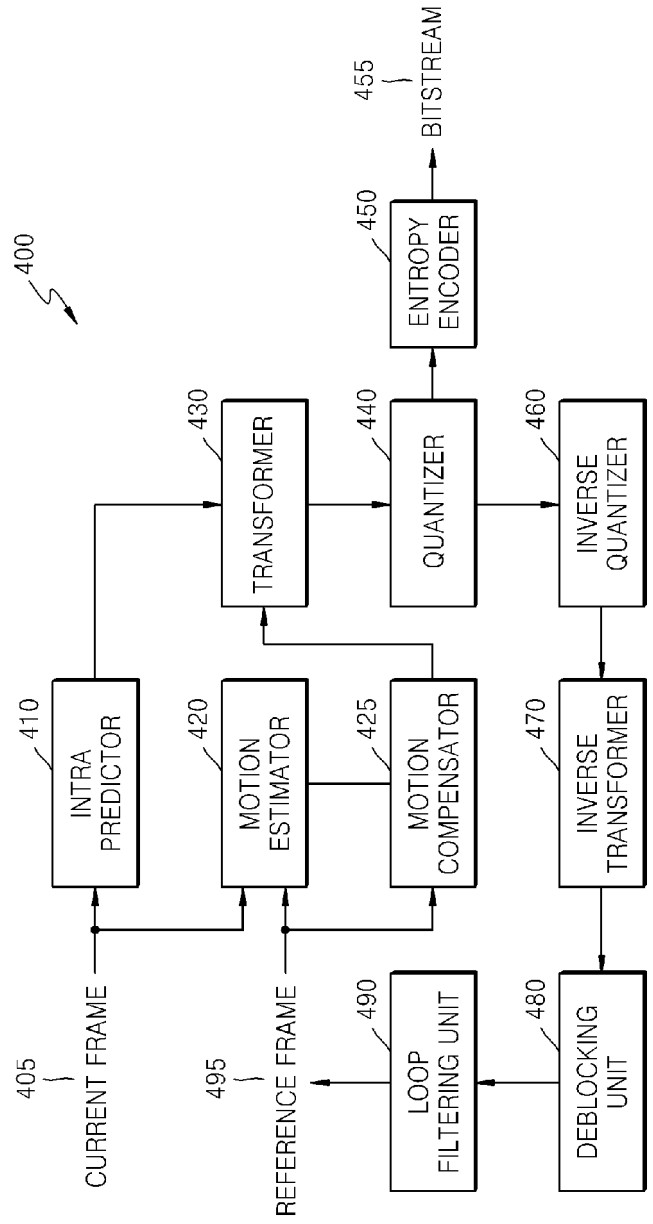 400
405
CURRENT FRAME
410
INTRA
PREDICTOR
495
REFERENCE FRAME
420
MOTION
ESTIMATOR
430
TRANSFORMER
425
MOTION
COMPENSATOR
440
QUANTIZER
450
ENTROPY
ENCODER
455
BITSTREAM
490
LOOP
FILTERING UNIT
480
DEBLOCKING
UNIT
470
INVERSE
TRANSFORMER
460
INVERSE
QUANTIZER